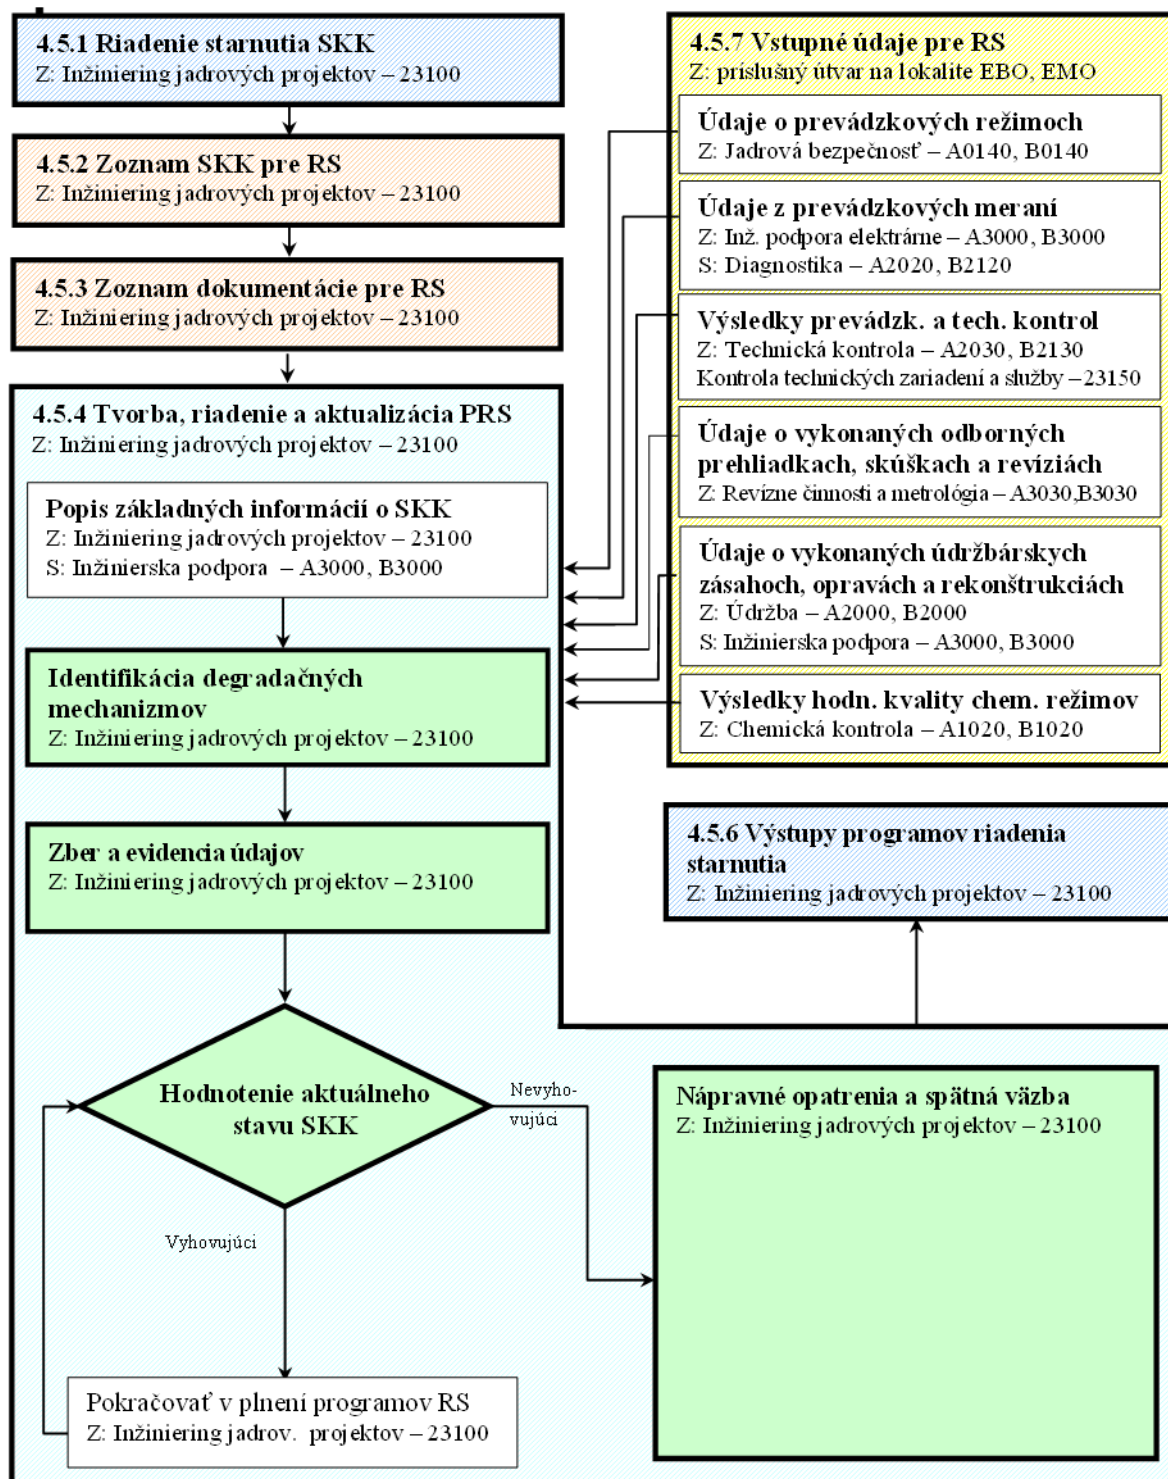 4.5.1 Riadenie starnutia SKK
Z: Inžiniering jadrových projektov – 23100
4.5.2 Zoznam SKK pre RS
Z: Inžiniering jadrových projektov – 23100
4.5.3 Zoznam dokumentácie pre RS
Z: Inžiniering jadrových projektov – 23100
4.5.4 Tvorba, riadenie a aktualizácia PRS
Z: Inžiniering jadrových projektov – 23100
Popis základných informácií o SKK
Z: Inžiniering jadrových projektov – 23100
S: Inžinierska podpora – A3000, B3000
Identifikácia degradačných
mechanizmov
Z: Inžiniering jadrových projektov – 23100
Zber a evidencia údajov
Z: Inžiniering jadrových projektov – 23100
Hodnotenie aktuálneho
stavu SKK
Nevyho-
vujúci
Vyhovujúci
Pokračovať v plnení programov RS
Z: Inžiniering jadrov. projektov – 23100
4.5.7 Vstupné údaje pre RS
Z: príslušný útvar na lokalite EBO, EMO
Údaje o prevádzkových režimoch
Z: Jadrová bezpečnosť – A0140, B0140
Údaje z prevádzkových meraní
Z: Inž. podpora elektrárne – A3000, B3000
S: Diagnostika – A2020, B2120
Výsledky prevádzk. a tech. kontrol
Z: Technická kontrola – A2030, B2130
Kontrola technických zariadení a služby – 23150
Údaje o vykonaných odborných
prehliadkach, skúškach a revíziách
Z: Revízne činnosti a metrológia – A3030,B3030
Údaje o vykonaných údržbárskych
zásahoch, opravách a rekonštrukciách
Z: Údržba – A2000, B2000
S: Inžinierska podpora – A3000, B3000
Výsledky hodn. kvality chem. režimov
Z: Chemická kontrola – A1020, B1020
4.5.6 Výstupy programov riadenia
starnutia
Z: Inžiniering jadrových projektov – 23100
Nápravné opatrenia a spätná väzba
Z: Inžiniering jadrových projektov – 23100